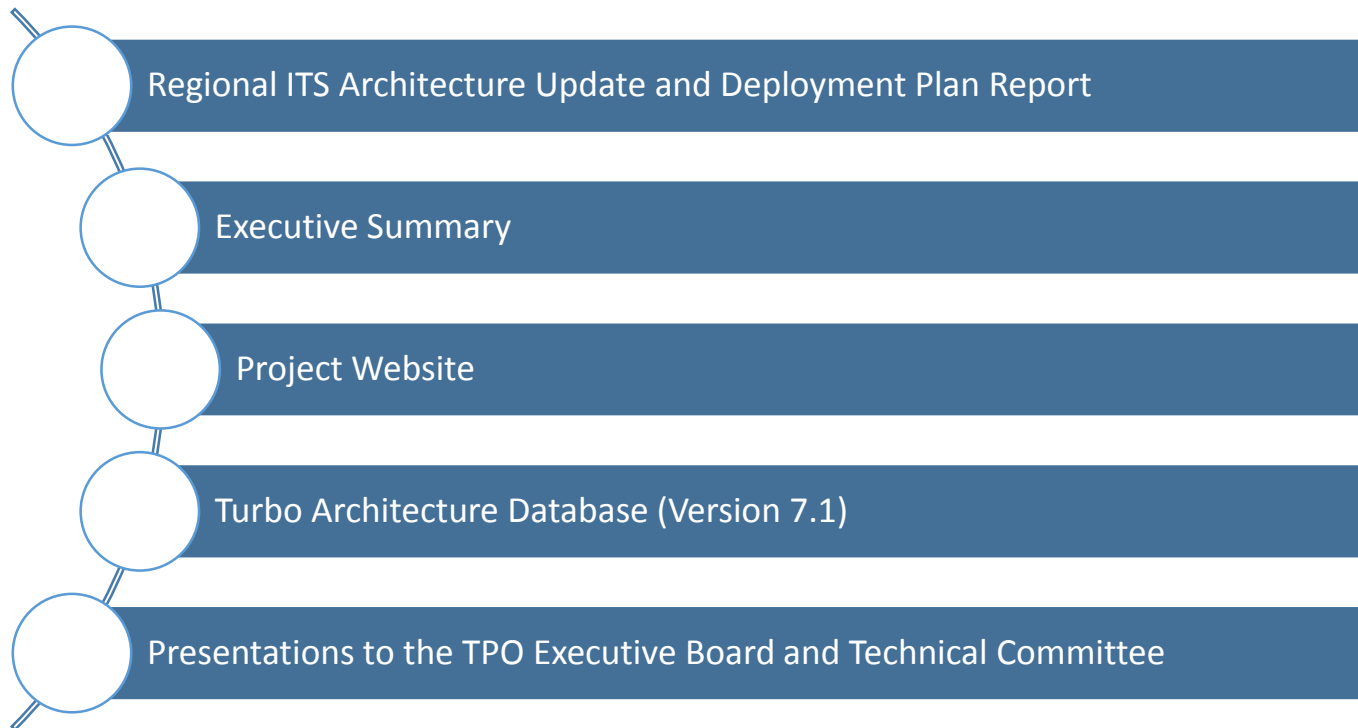 Regional ITS Architecture Update and Deployment Plan Report
Executive Summary
Project Website
Turbo Architecture Database (Version 7.1)
Presentations to the TPO Executive Board and Technical Committee